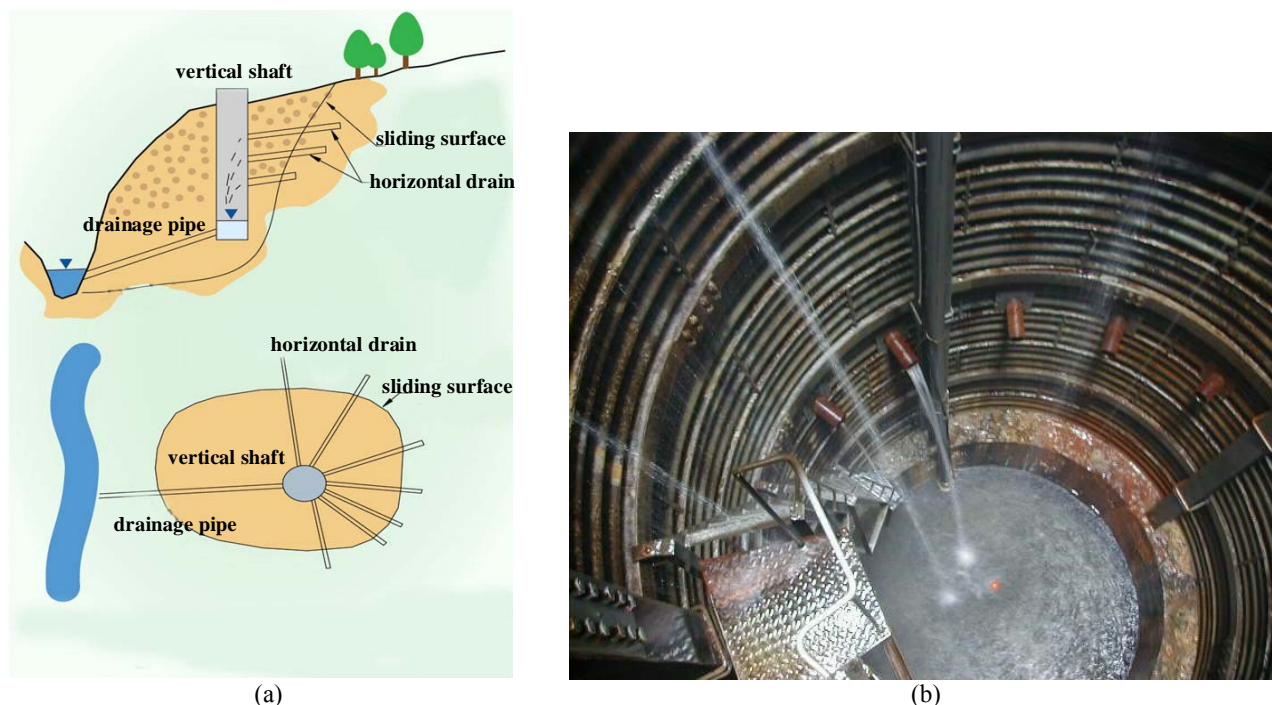 vertical shaft
sliding surface
horizontal drain
drainage pipe
horizontal drain
sliding surface
vertical shaft
drainage pipe
(a)
(b)